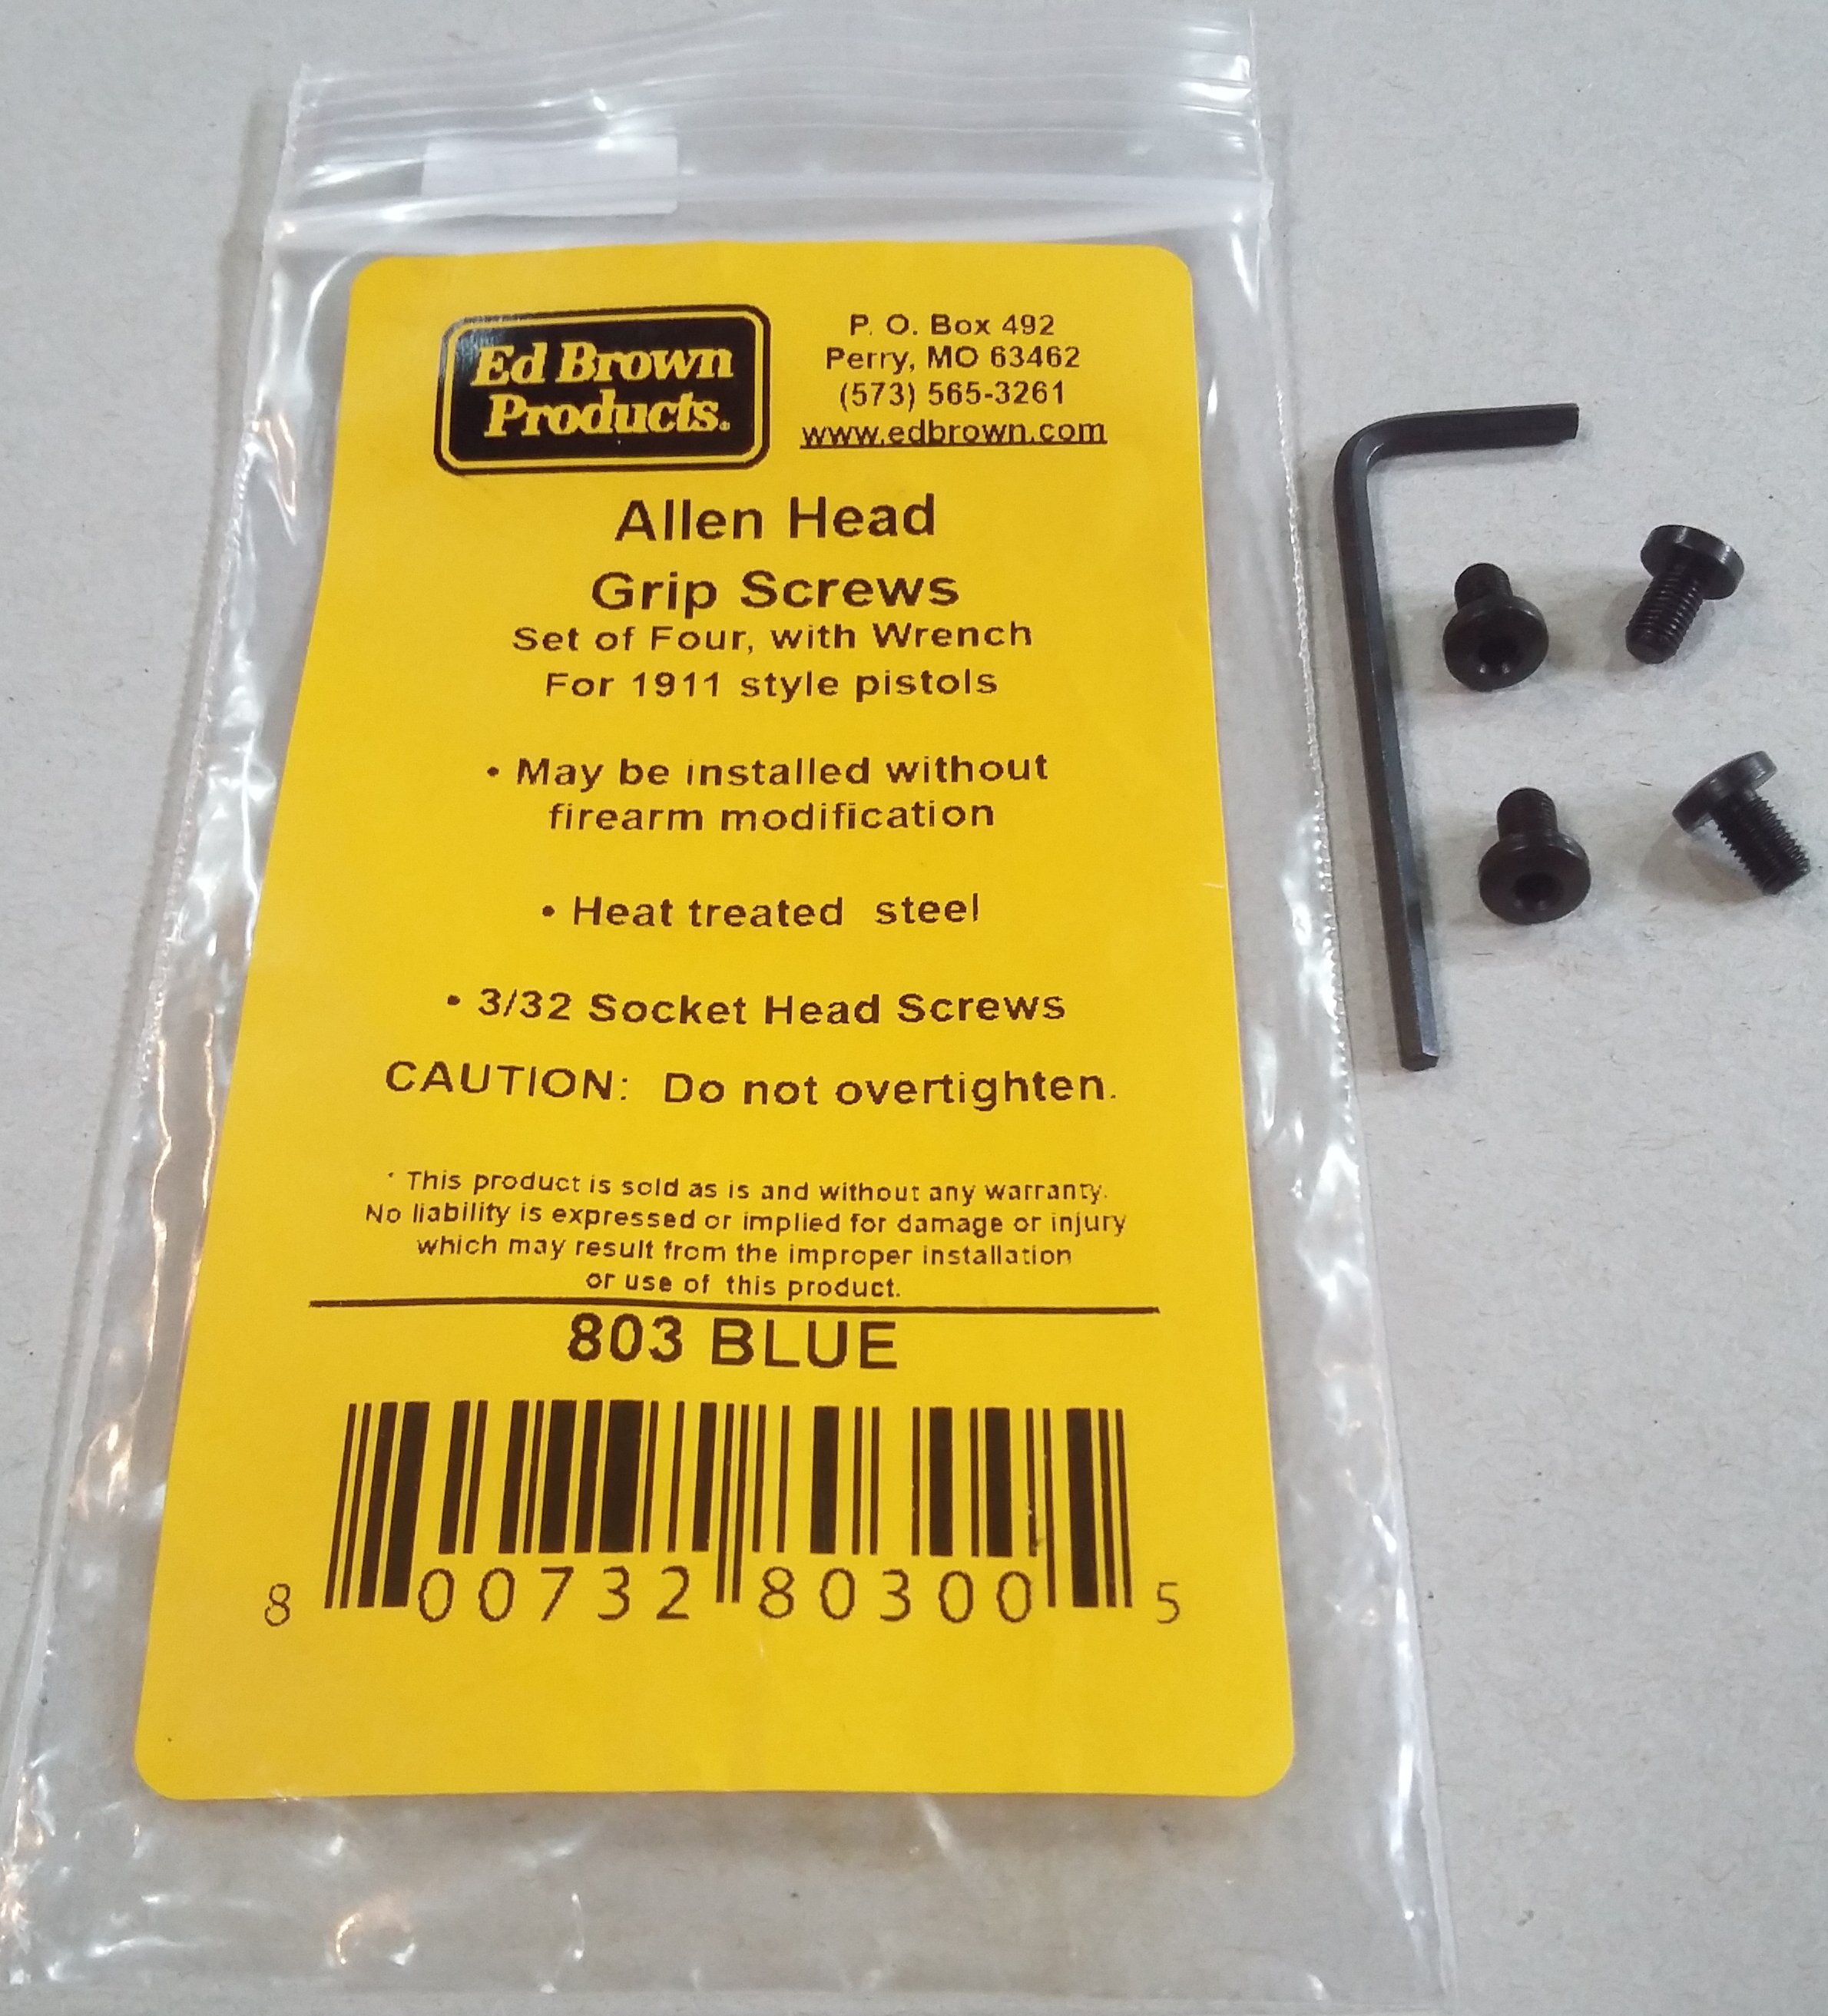 Ed Brown
Products.
P. O. Box 492
Perry, MO 63462
(573) 565-3261
www.edbrown.com
Allen Head
Grip Screws
Set of Four, with Wrench
For 1911 style pistols
• May be installed without
firearm modification
• Heat treated steel
• 3/32 Socket Head Screws
CAUTION: Do not overtighten.
* This product is sold as is and without any warranty.
No liability is expressed or implied for damage or injury
which may result from the improper installation
or use of this product.
803 BLUE
8 00732 80300 5